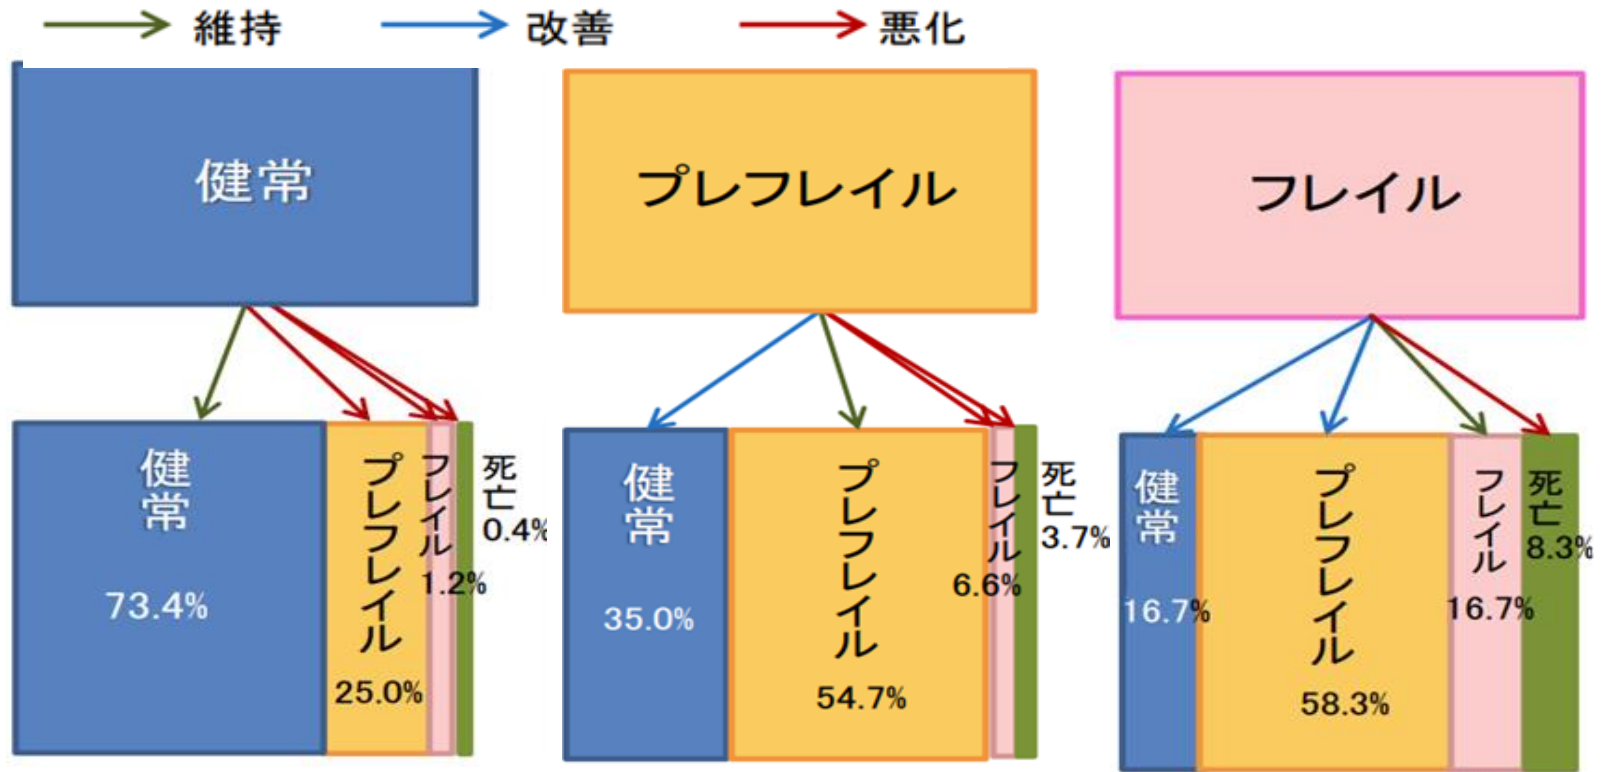 維持
改善
悪化
健常
プレフレイル
フレイル
健常
73.4%
プレフレイル
25.0%
フレイル
1.2%
死亡
0.4%
健常
35.0%
プレフレイル
54.7%
フレイル
6.6%
死亡
3.7%
健常
16.7%
プレフレイル
58.3%
フレイル
16.7%
死亡
8.3%